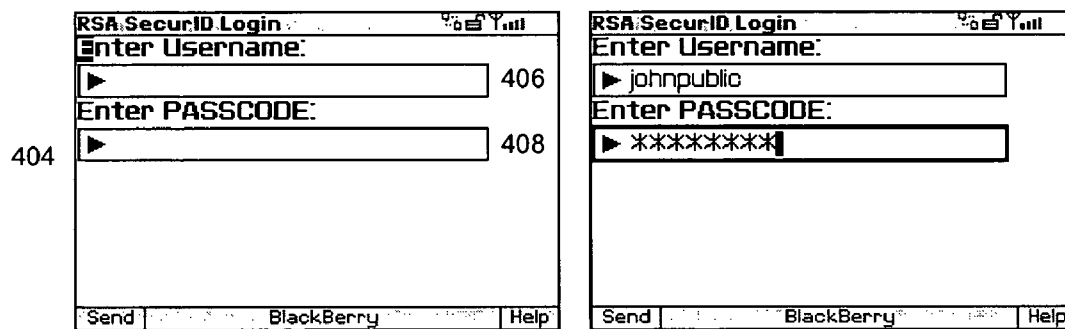 RSA SecurID Login
Enter Username:
▶ 406
Enter PASSCODE:
▶ 408
404
Send BlackBerry Help
RSA SecurID Login
Enter Username:
▶ johnpublic
Enter PASSCODE:
▶ ********
Send BlackBerry Help